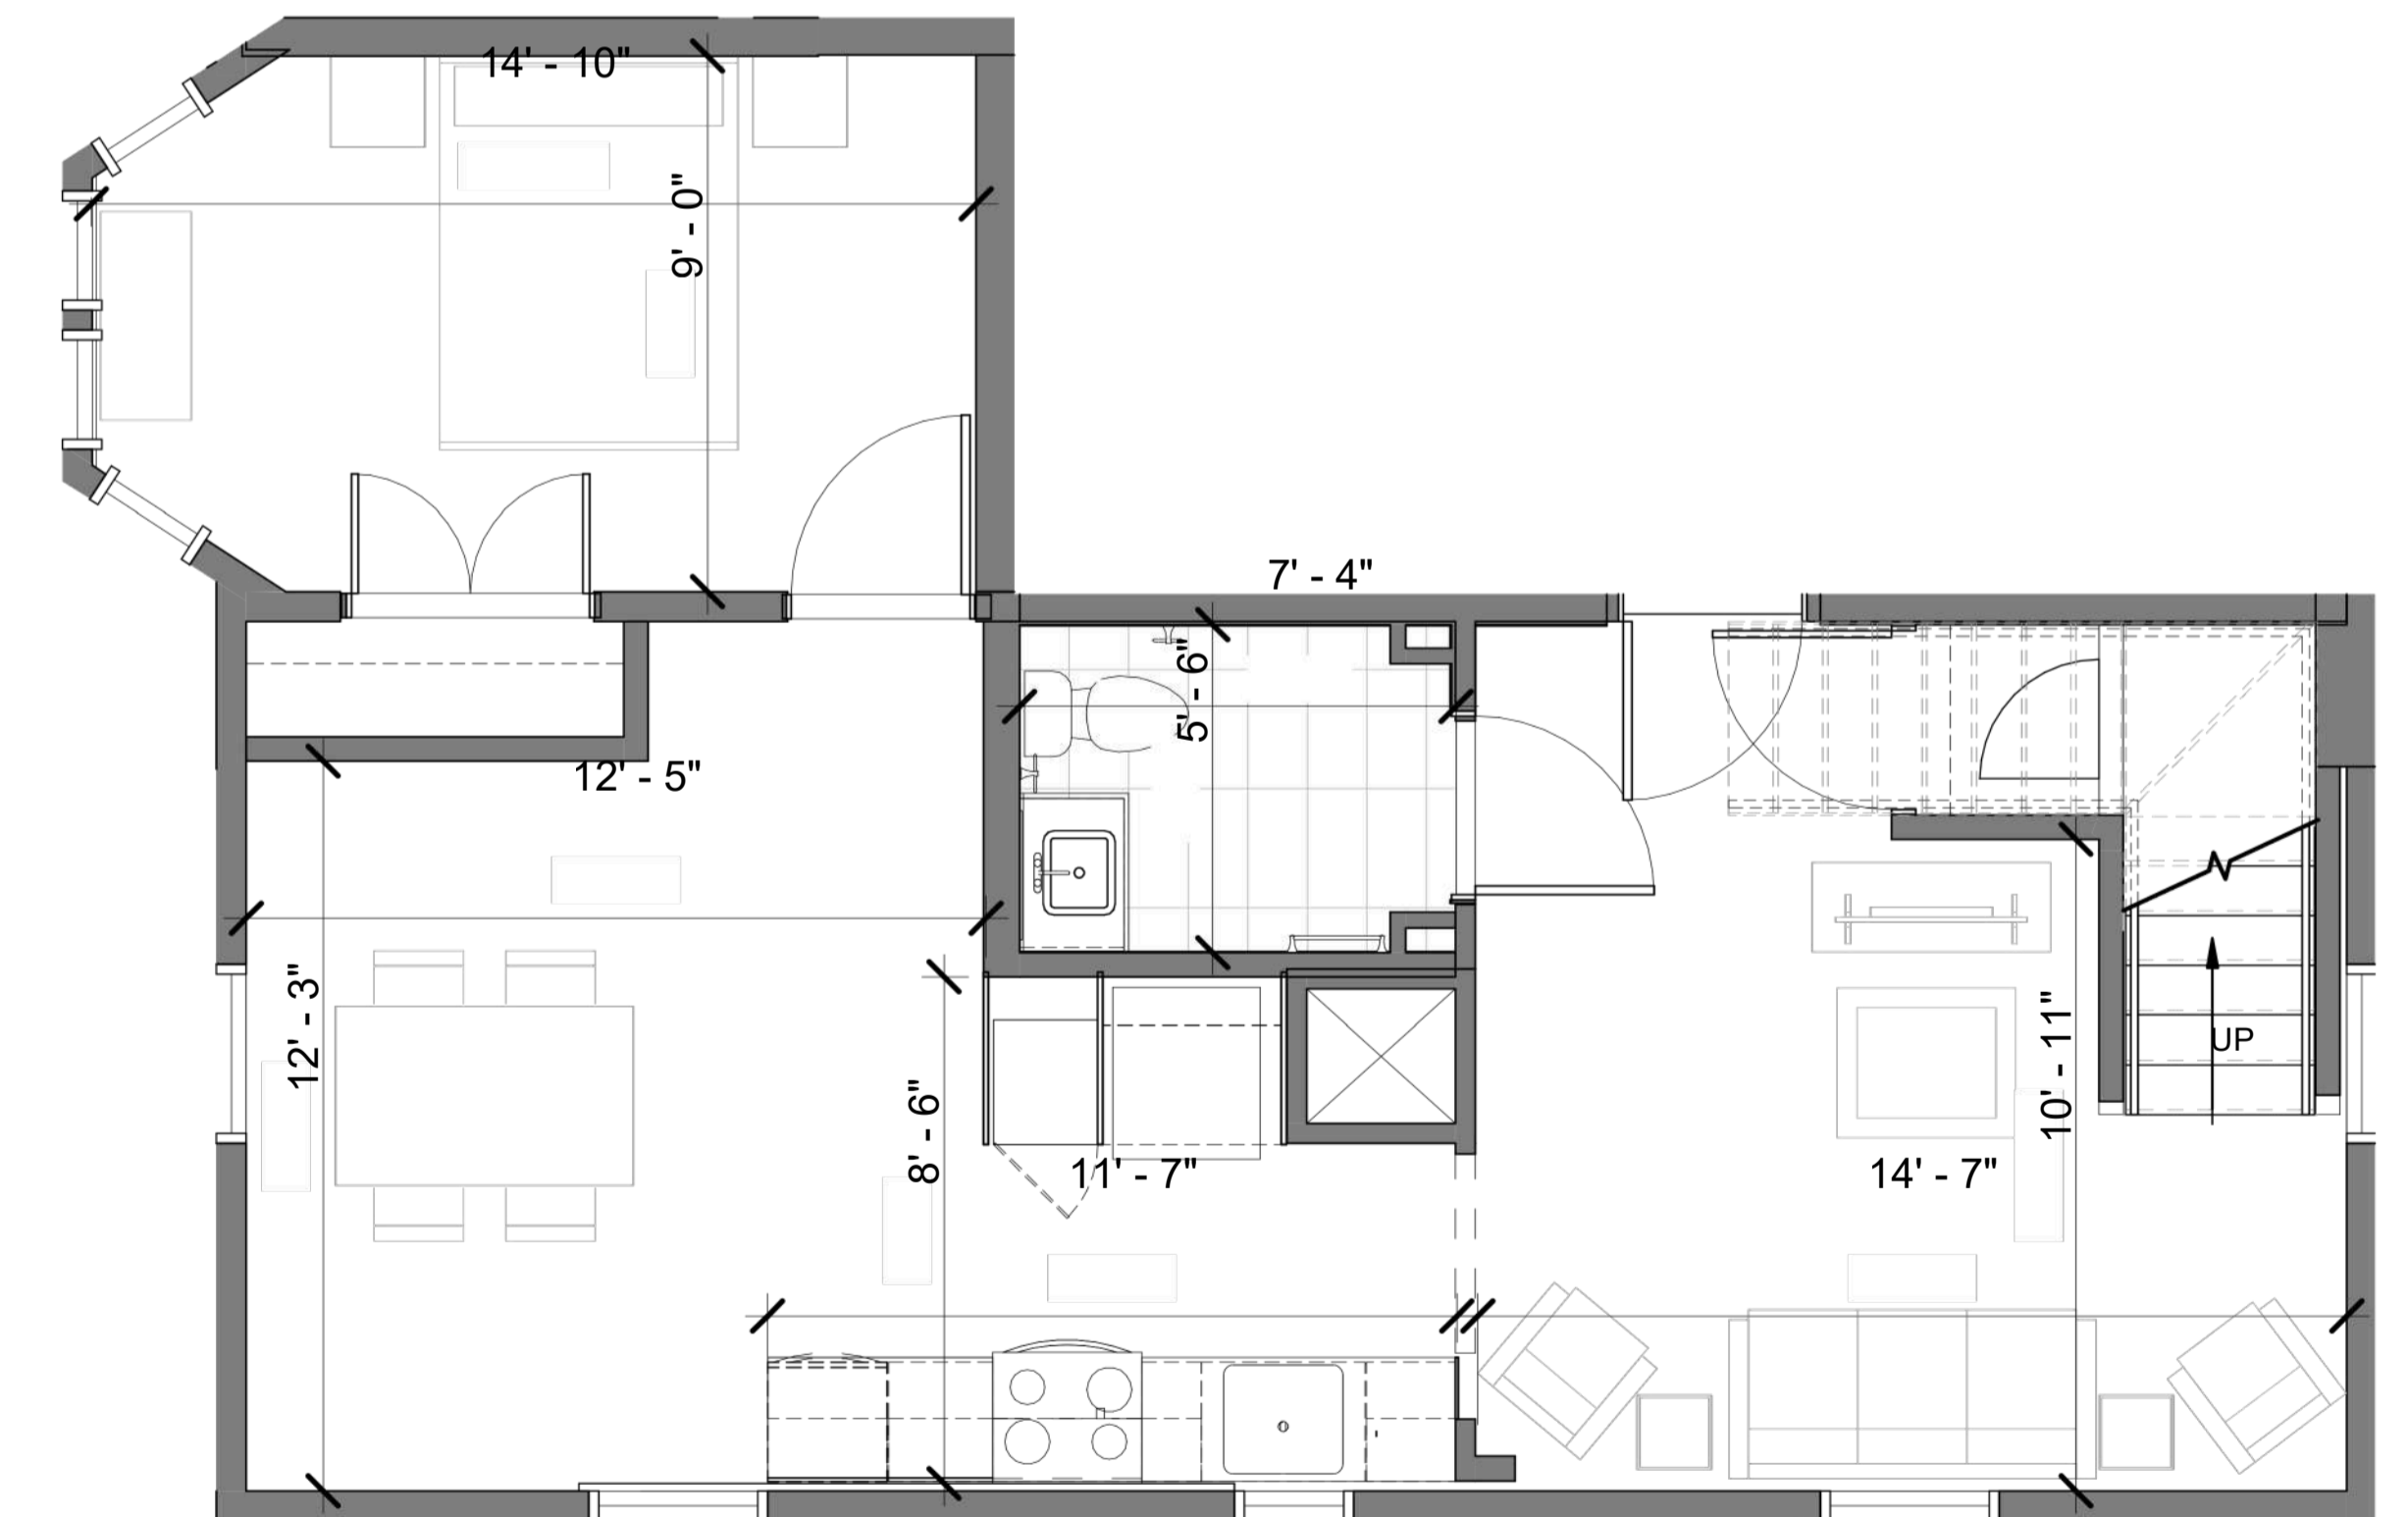 14' - 10"
9' - 0"
7' - 4"
5' - 6"
12' - 5"
12' - 3"
8' - 6"
11' - 7"
10' - 11"
14' - 7"
UP